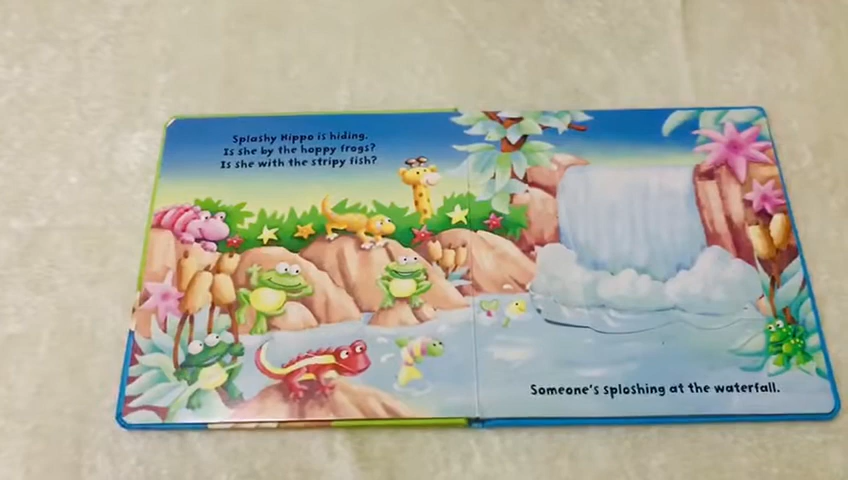 Splashy Hippo is hiding.
Is she by the hoppy frogs?
Is she with the stripy fish?
Someone's sploshing at the waterfall.